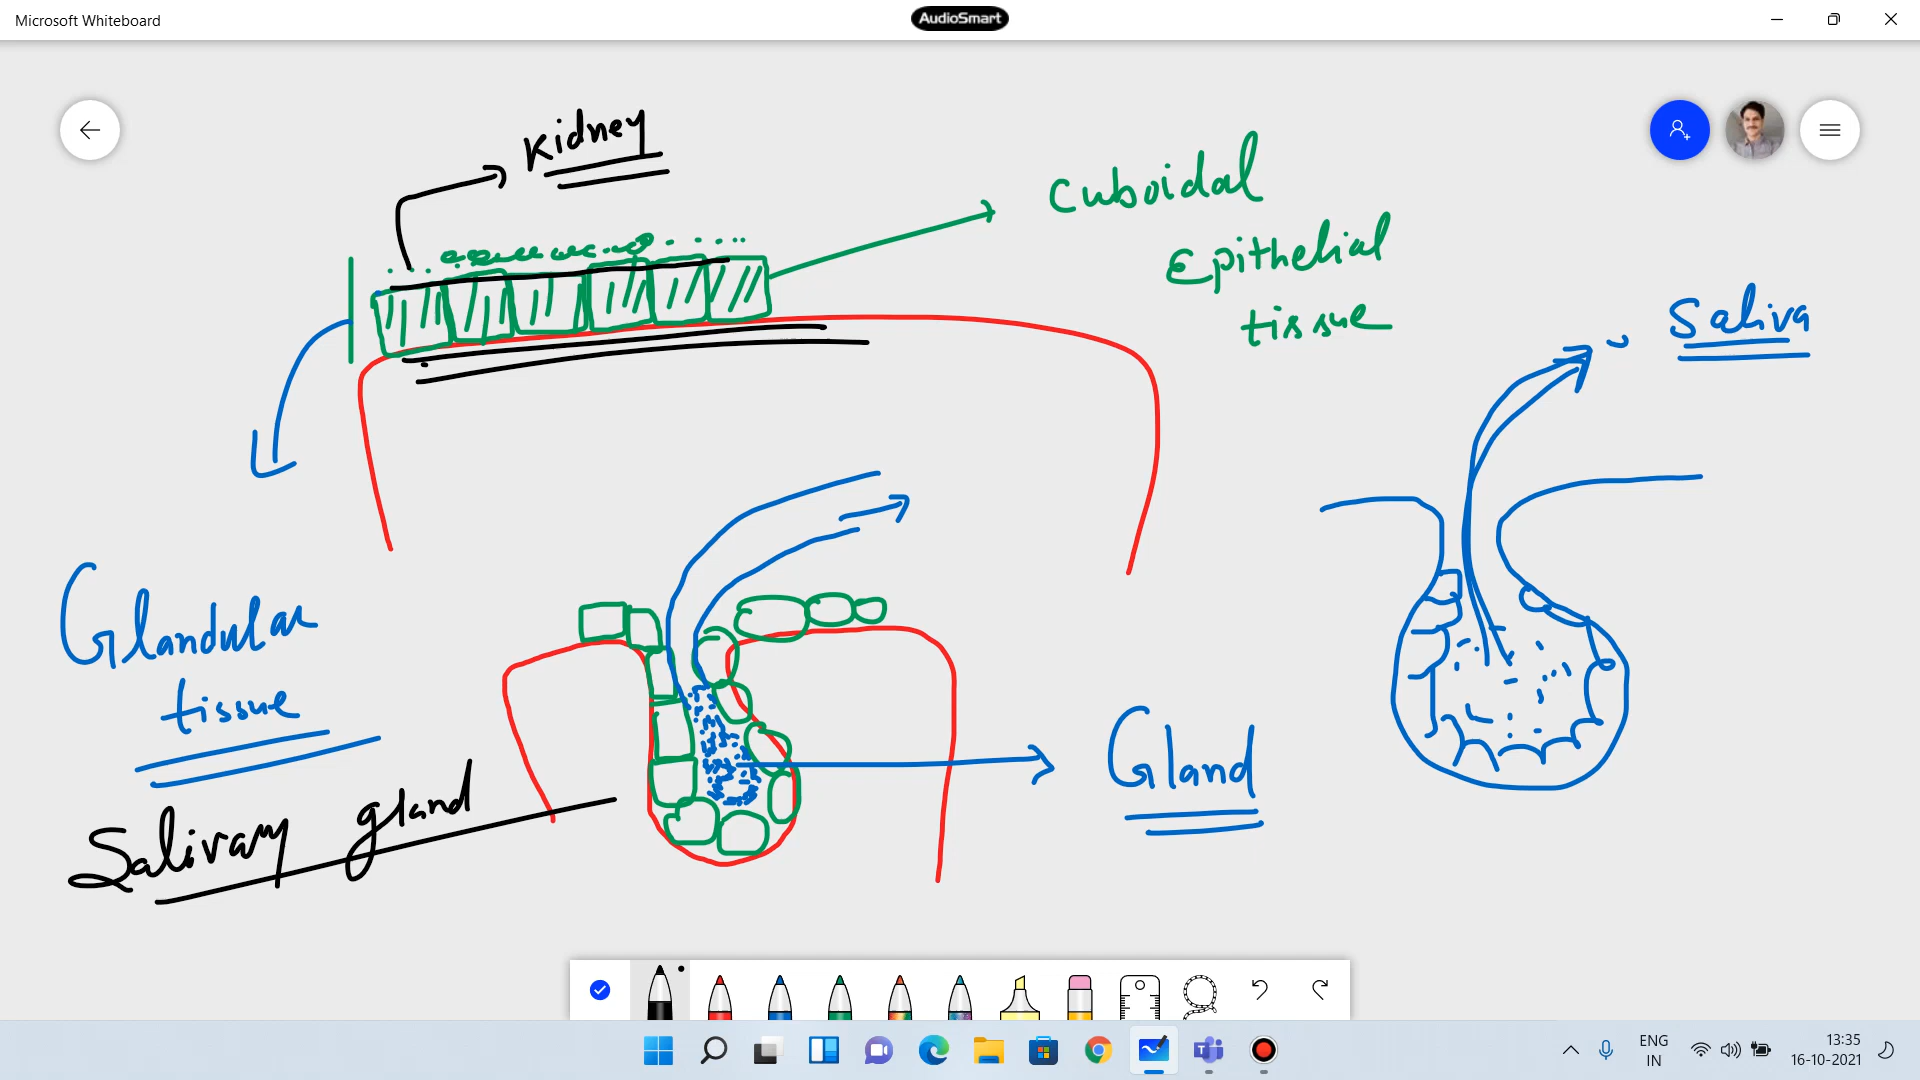 Microsoft Whiteboard
AudioSmart
Kidney
Cuboidal
Epithelial
tissue
Saliva
Glandular
tissue
Gland
Salivary gland
ENG
IN
13:35
16-10-2021